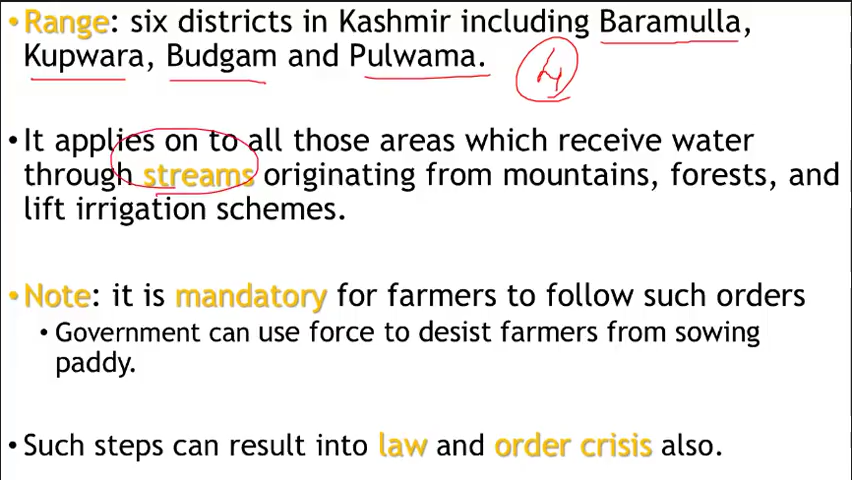 •Range: six districts in Kashmir including Baramulla,
Kupwara, Budgam and Pulwama.
4
•It applies on to all those areas which receive water
through streams originating from mountains, forests, and
lift irrigation schemes.
•Note: it is mandatory for farmers to follow such orders
• Government can use force to desist farmers from sowing
paddy.
•Such steps can result into law and order crisis also.